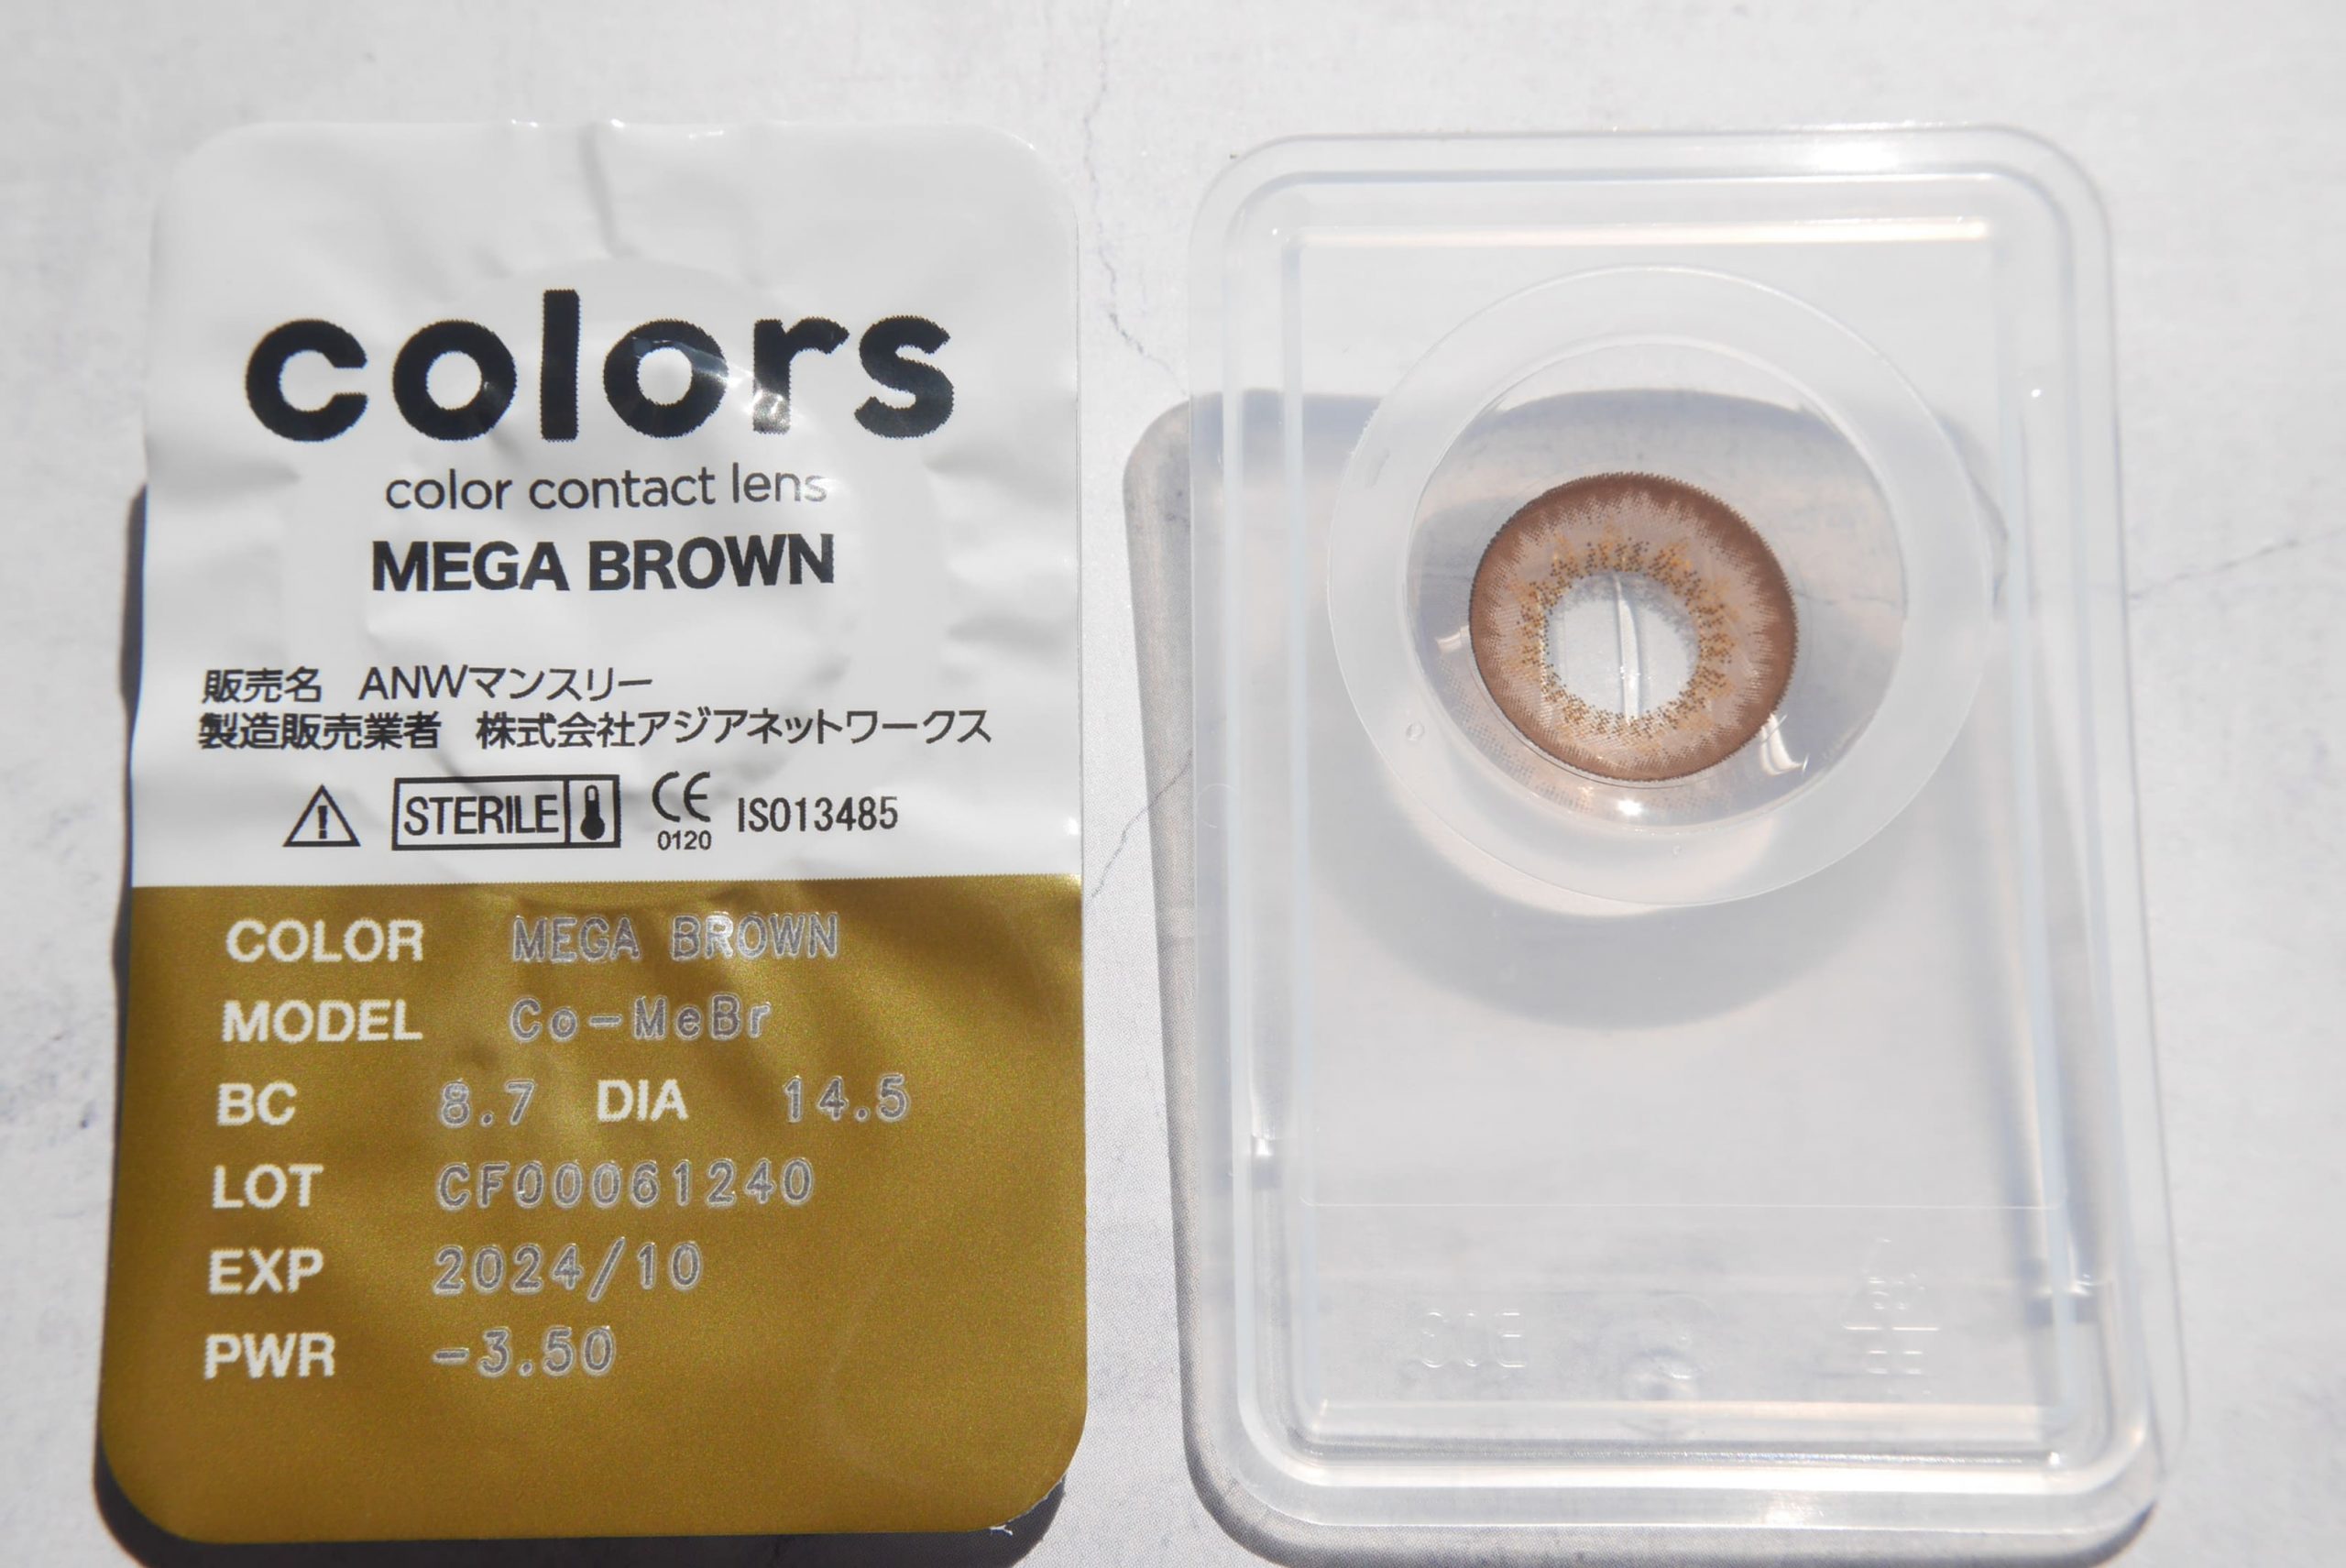 colors
color contact lens
MEGA BROWN
販売名 ANWマンスリー
製造販売業者 株式会社アジアネットワークス
STERILE CE 0120 ISO13485
COLOR MEGA BROWN
MODEL Co-MeBr
BC 8.7 DIA 14.5
LOT CF00061240
EXP 2024/10
PWR -3.50